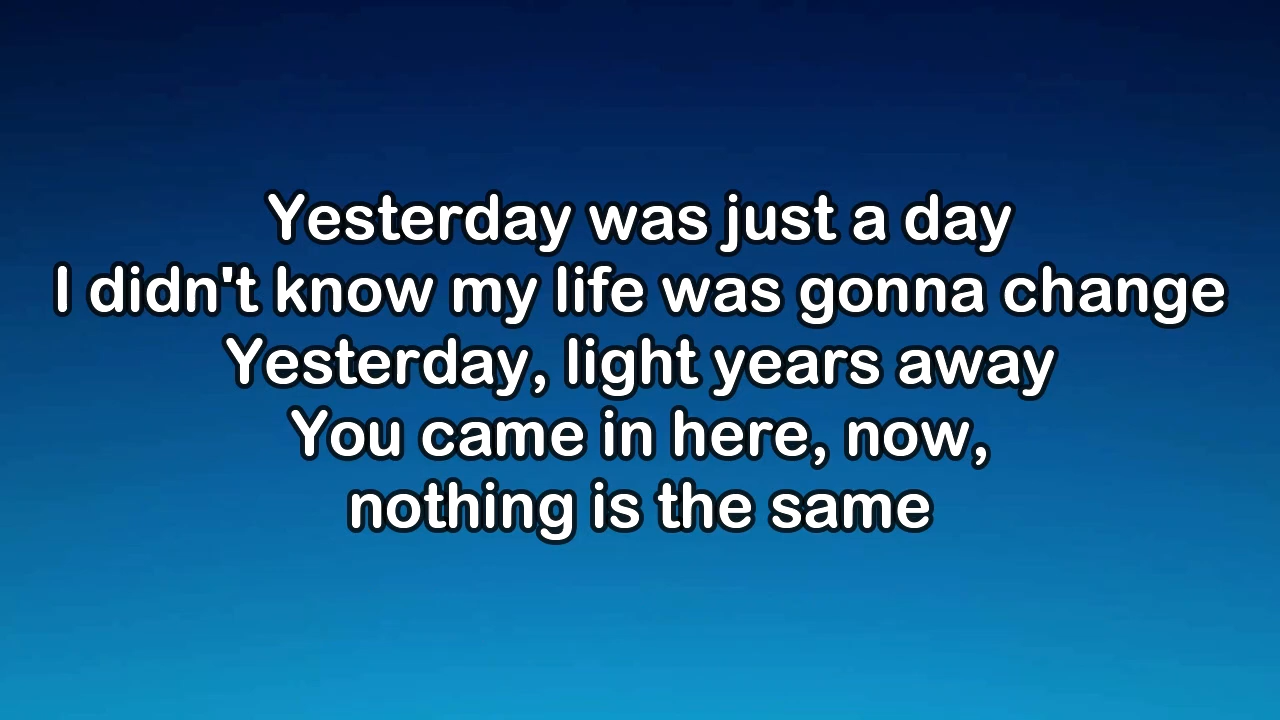 Yesterday was just a day
I didn't know my life was gonna change
Yesterday, light years away
You came in here, now,
nothing is the same